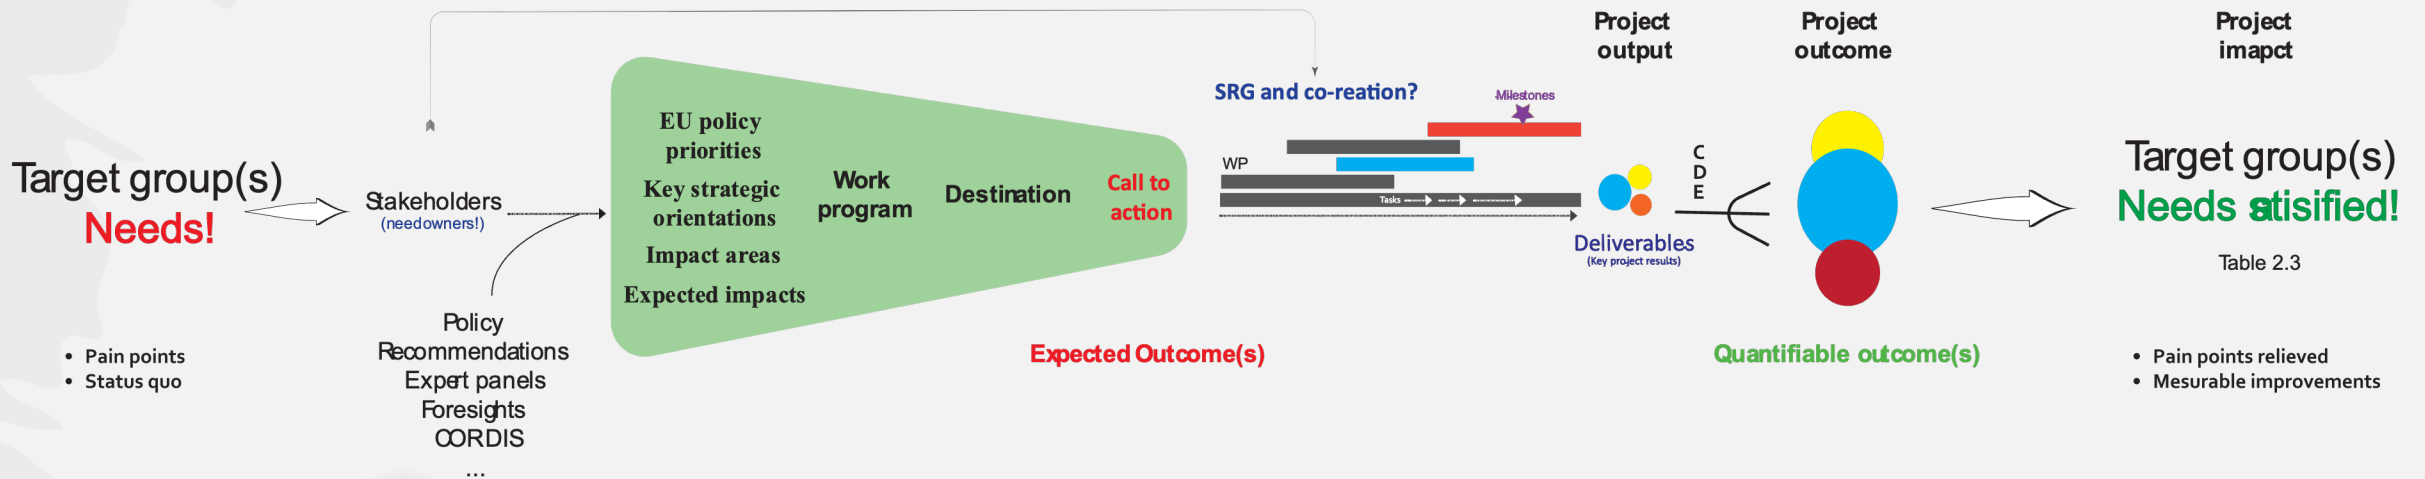 Target group(s)
Needs!
• Pain points
• Status quo
Stakeholders
(needowners!)
Policy
Recommendations
Expert panels
Foresights
CORDIS
...
EU policy
priorities
Key strategic
orientations
Impact areas
Expected impacts
Work
program
Destination
Call to
action
Expected Outcome(s)
SRG and co-reation?
Milestones
WP
Tasks
Project
output
Deliverables
(Key project results)
C
D
E
Project
outcome
Quantifiable outcome(s)
Project
imapct
Target group(s)
Needs satisified!
Table 2.3
• Pain points relieved
• Mesurable improvements